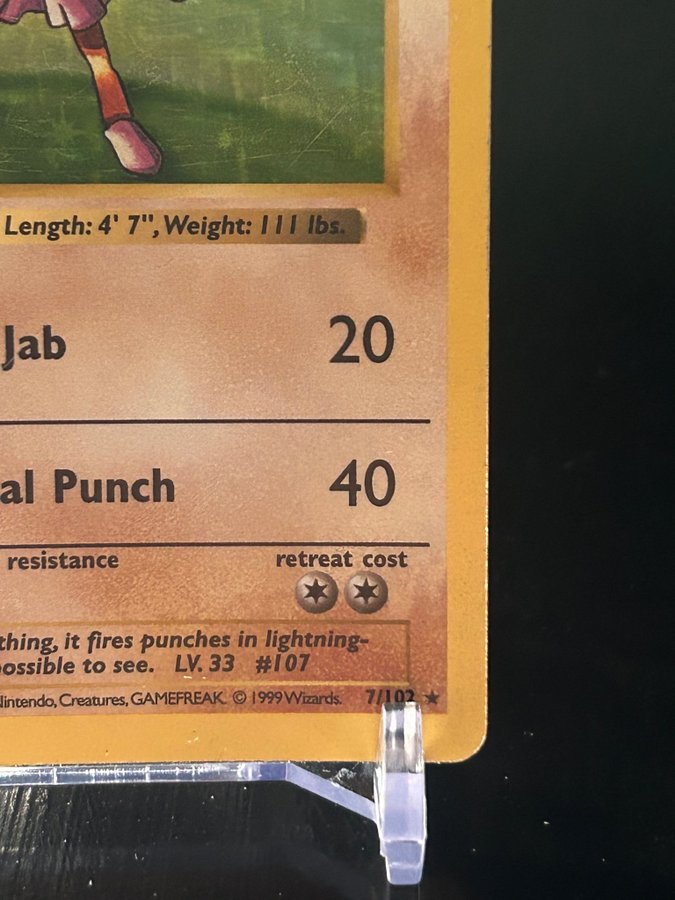 Length: 4' 7", Weight: 111 lbs.
Jab 20
al Punch 40
resistance retreat cost
thing, it fires punches in lightning-
possible to see. LV. 33 #107
Nintendo, Creatures, GAMEFREAK. © 1999 Wizards. 7/102 ★